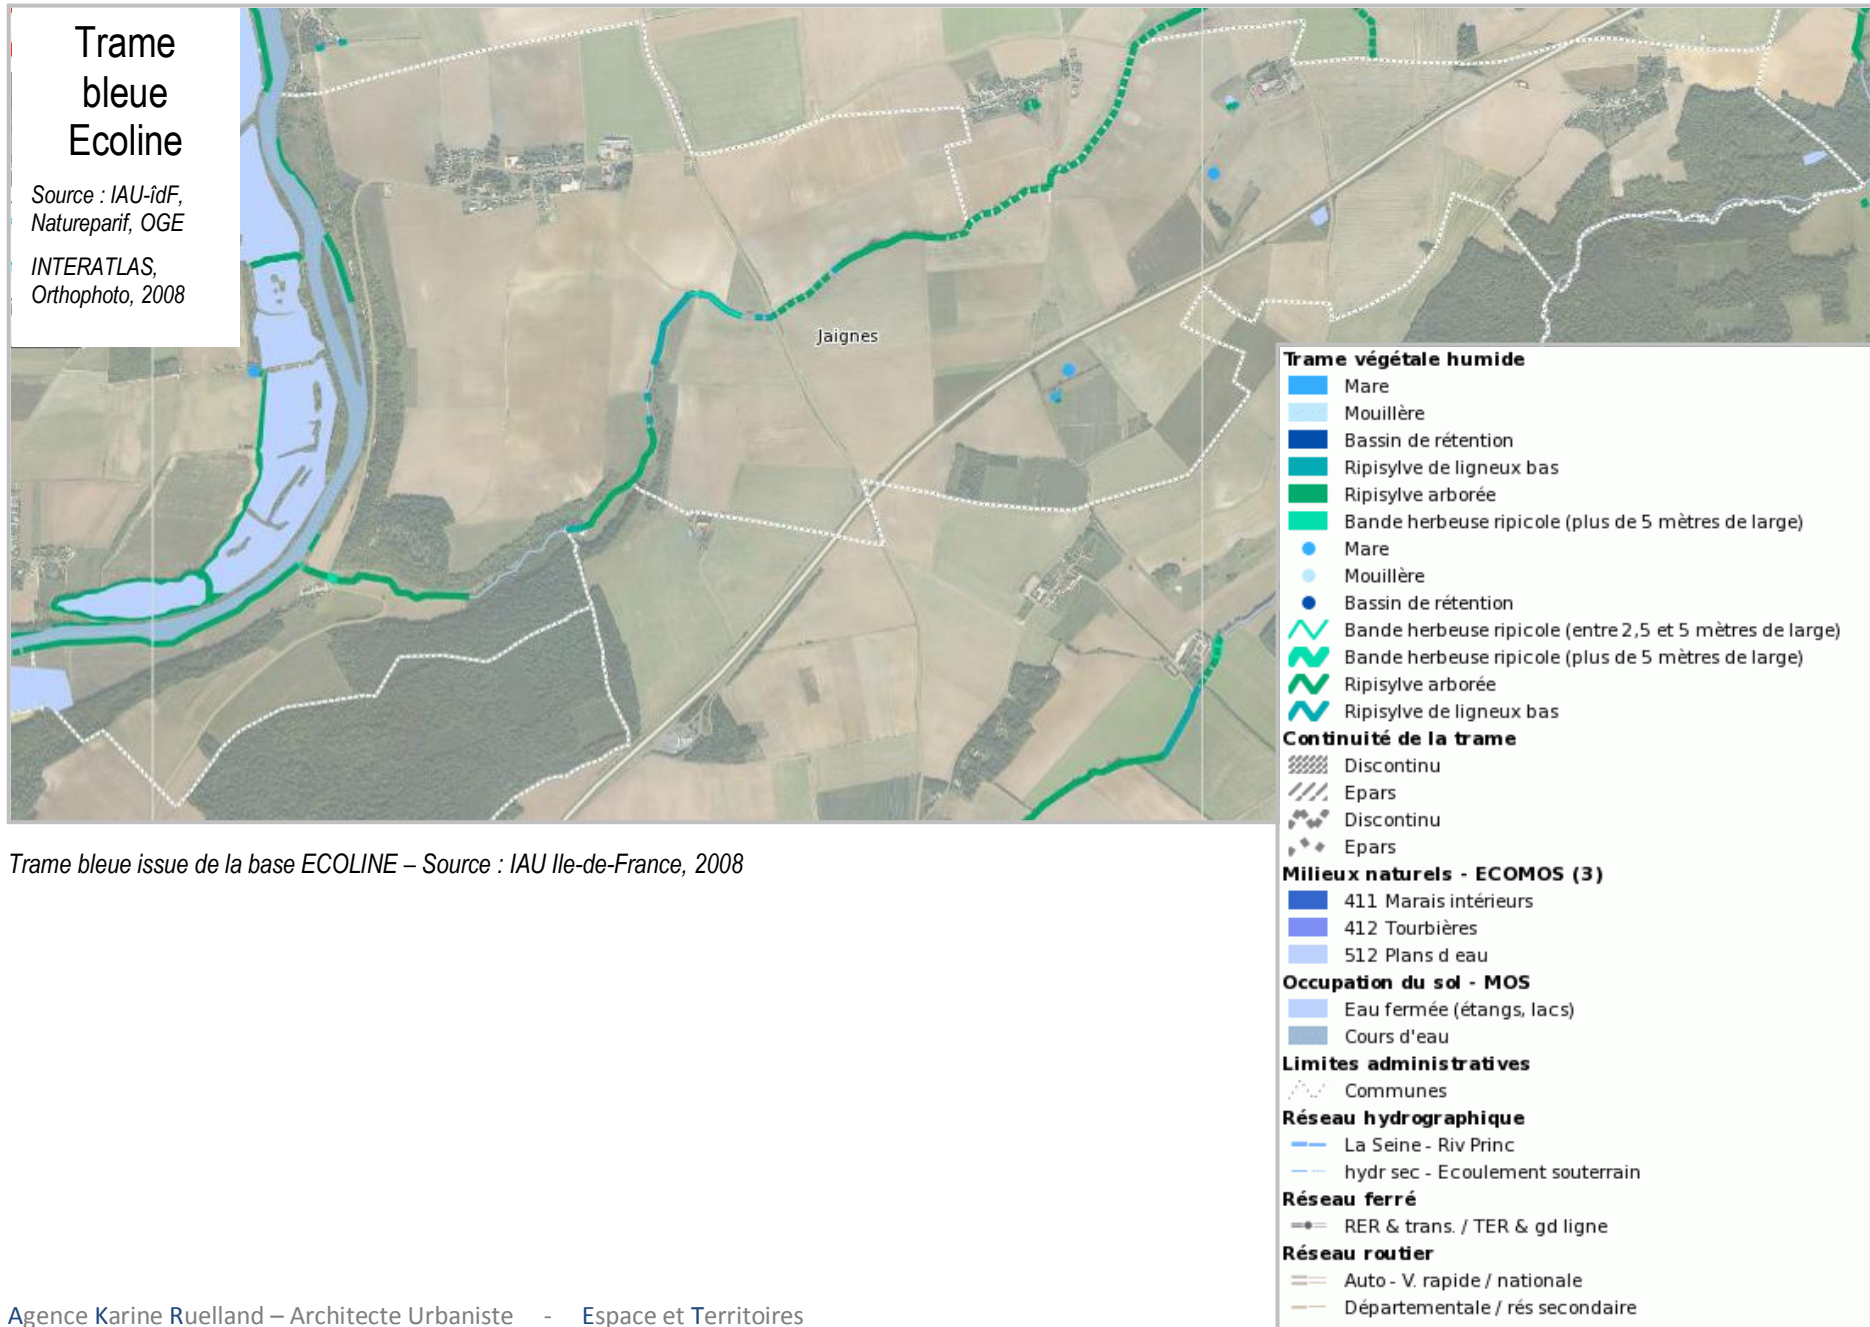 Trame
bleue
Ecoline
Source : IAU-îdF,
Natureparif, OGE
INTERATLAS,
Orthophoto, 2008
Jaignes
Trame végétale humide
Mare
Mouillère
Bassin de rétention
Ripisylve de ligneux bas
Ripisylve arborée
Bande herbeuse ripicole (plus de 5 mètres de large)
Mare
Mouillère
Bassin de rétention
Bande herbeuse ripicole (entre 2,5 et 5 mètres de large)
Bande herbeuse ripicole (plus de 5 mètres de large)
Ripisylve arborée
Ripisylve de ligneux bas
Continuité de la trame
Discontinu
Epars
Discontinu
Epars
Milieux naturels - ECOMOS (3)
411 Marais intérieurs
412 Tourbières
512 Plans d eau
Occupation du sol - MOS
Eau fermée (étangs, lacs)
Cours d'eau
Limites administratives
Communes
Réseau hydrographique
La Seine - Riv Princ
hydr sec - Ecoulement souterrain
Réseau ferré
RER & trans. / TER & gd ligne
Réseau routier
Auto - V. rapide / nationale
Départementale / rés secondaire
Trame bleue issue de la base ECOLINE – Source : IAU Ile-de-France, 2008
Agence Karine Ruelland – Architecte Urbaniste - Espace et Territoires